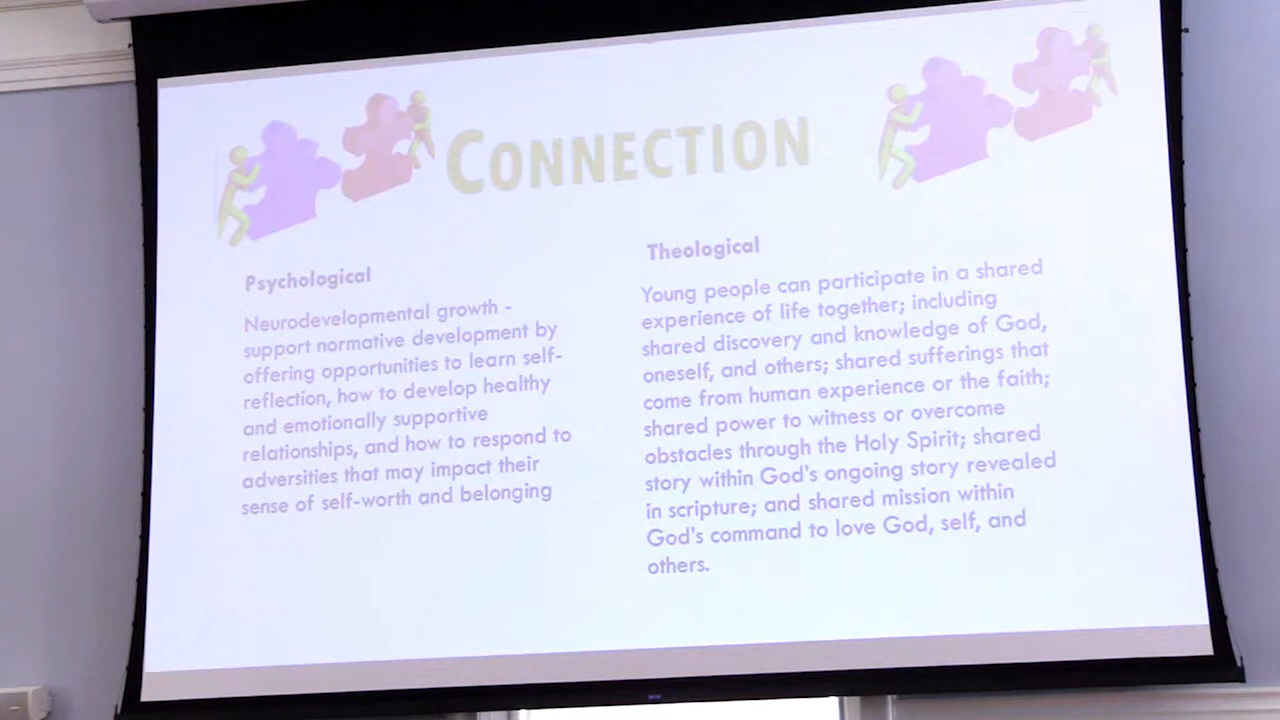 CONNECTION
Psychological
Neurodevelopmental growth -
support normative development by
offering opportunities to learn self-
reflection, how to develop healthy
and emotionally supportive
relationships, and how to respond to
adversities that may impact their
sense of self-worth and belonging
Theological
Young people can participate in a shared
experience of life together; including
shared discovery and knowledge of God,
oneself, and others; shared sufferings that
come from human experience or the faith;
shared power to witness or overcome
obstacles through the Holy Spirit; shared
story within God's ongoing story revealed
in scripture; and shared mission within
God's command to love God, self, and
others.